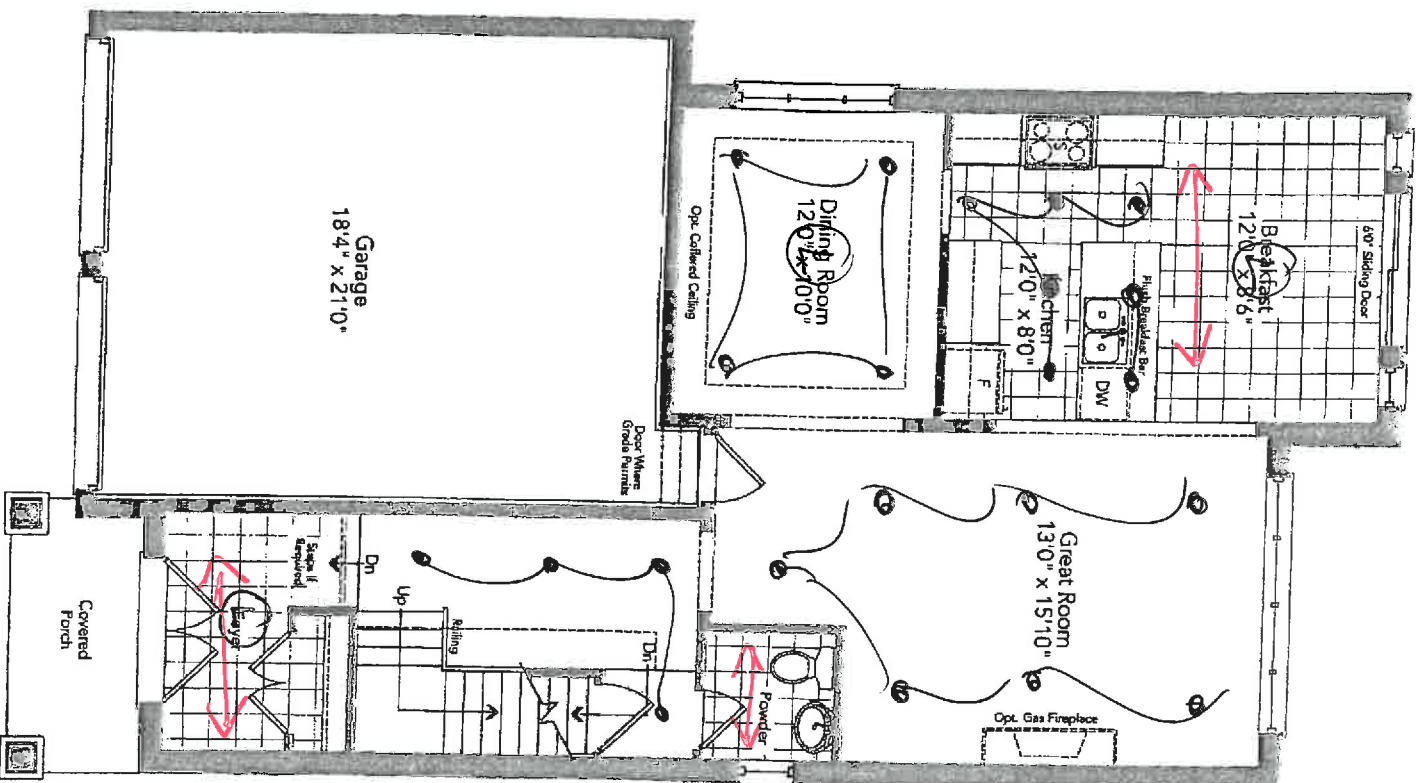 6'0" Sliding Door
Breakfast
12'0" x 8'6"
Flush Breakfast Bar
DW
Kitchen
12'0" x 8'0"
F
S
Dining Room
12'0" x 10'0"
Opt. Coffered Ceiling
Great Room
13'0" x 15'10"
Opt. Gas Fireplace
Garage
18'4" x 21'0"
Door Where
Grade Permits
Powder
Dn
Railing
Up
Dn
Steps If
Required
Foyer
Covered
Porch